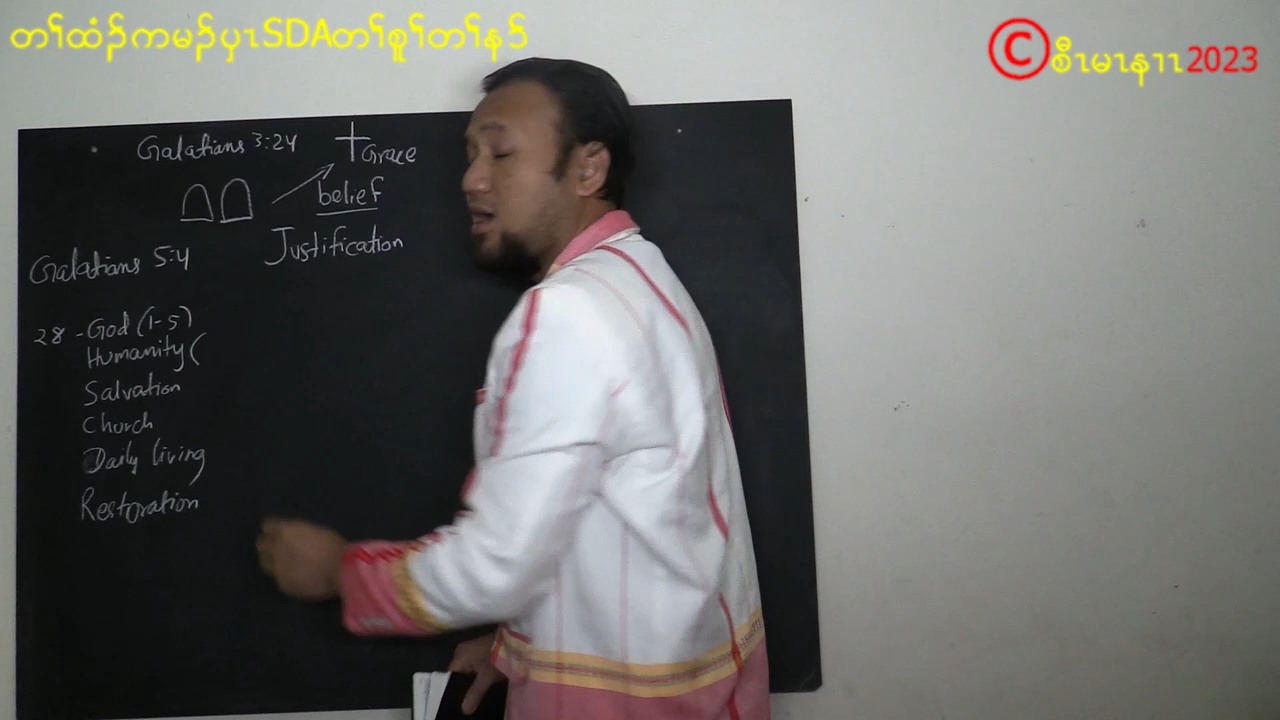 တၢ်ထံၣ်ကမၣ်ပှၤSDAတၢ်စူၢ်တၢ်နာ်
©စီၤမၤနၤၤ2023
Galatians 3:24
Grace
belief
Justification
Galatians 5:4
28 - God (1-5)
Humanity (
Salvation
Church
Daily living
Restoration